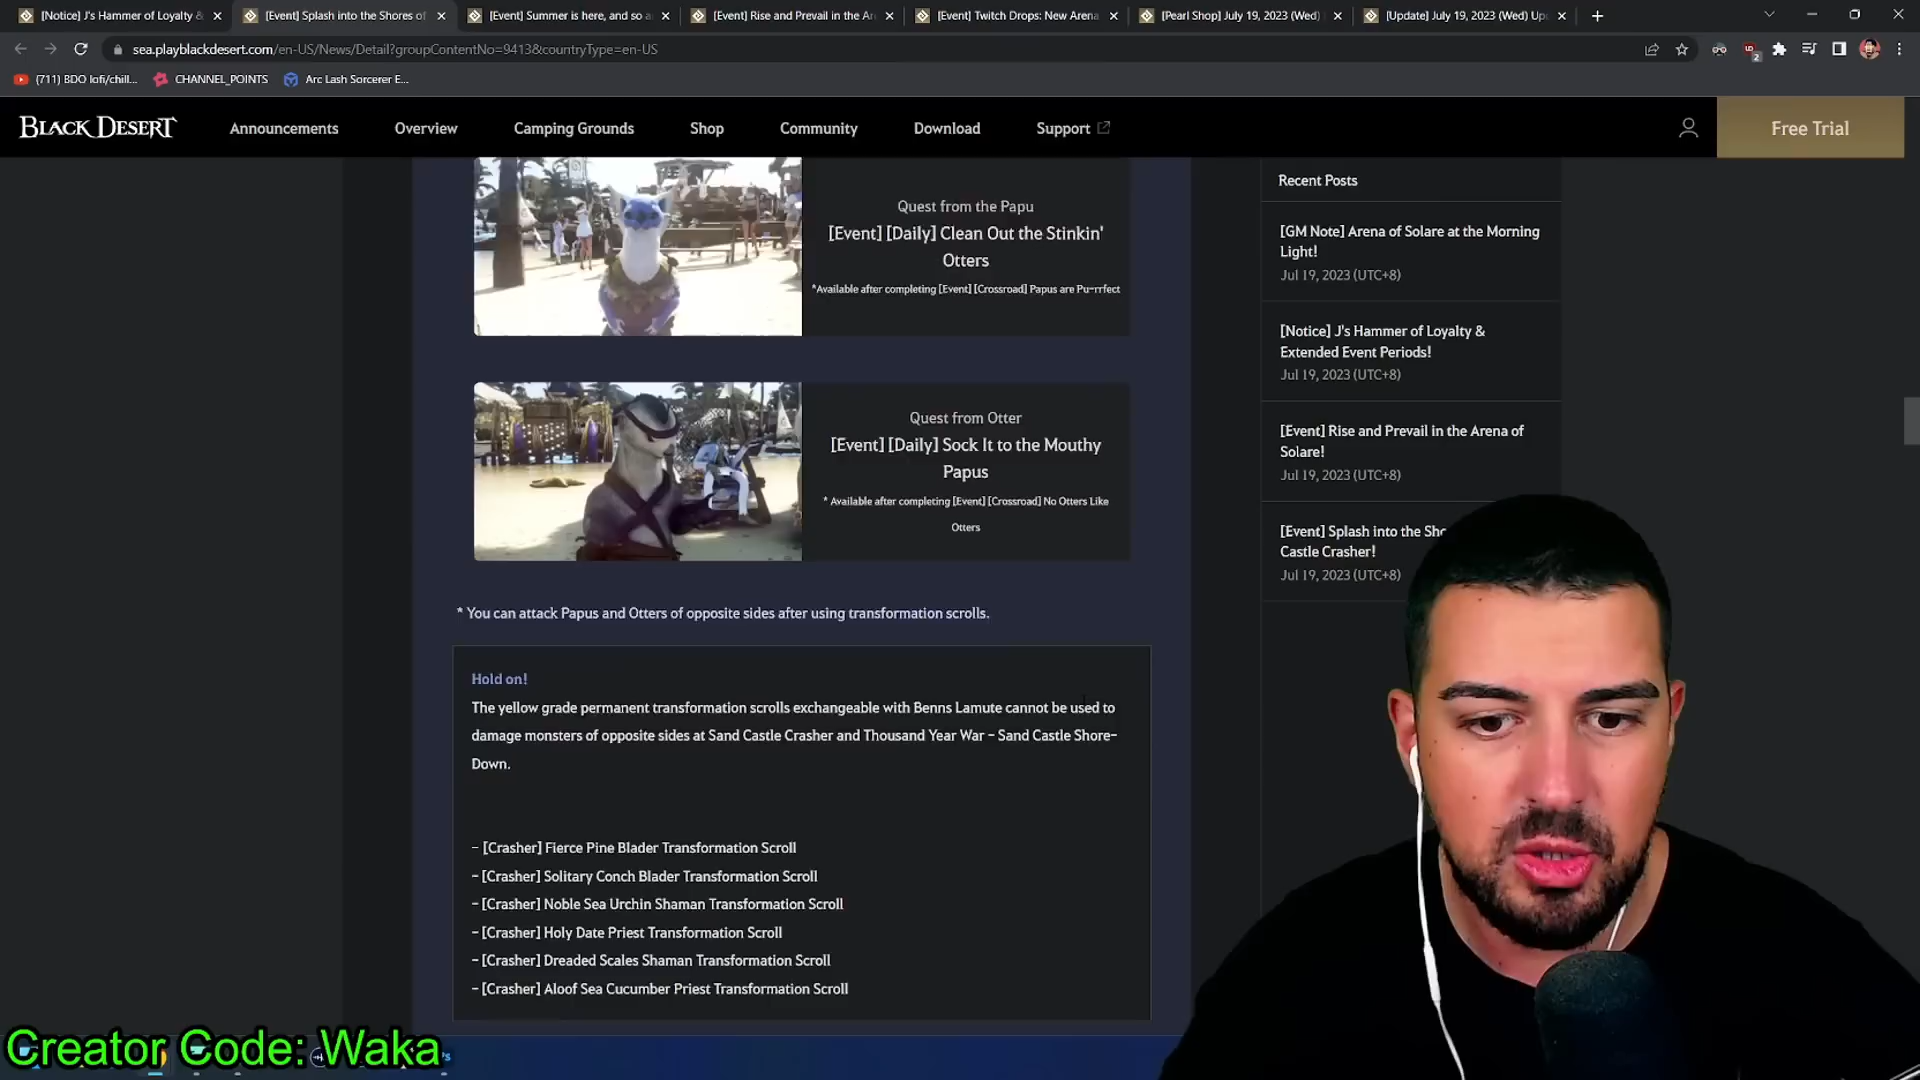 [Notice] J's Hammer of Loyalty &
[Event] Splash into the Shores of
[Event] Summer is here, and so a
[Event] Rise and Prevail in the Ar
[Event] Twitch Drops: New Arena
[Pearl Shop] July 19, 2023 (Wed)
[Update] July 19, 2023 (Wed) Up
sea.playblackdesert.com/en-US/News/Detail?groupContentNo=9413&countryType=en-US
(711) BDO lofi/chill...
CHANNEL_POINTS
Arc Lash Sorcerer E...
BLACK DESERT
Announcements
Overview
Camping Grounds
Shop
Community
Download
Support
Free Trial
Quest from the Papu
[Event] [Daily] Clean Out the Stinkin'
Otters
*Available after completing [Event] [Crossroad] Papus are Pu-rrfect
Quest from Otter
[Event] [Daily] Sock It to the Mouthy
Papus
* Available after completing [Event] [Crossroad] No Otters Like
Otters
* You can attack Papus and Otters of opposite sides after using transformation scrolls.
Hold on!
The yellow grade permanent transformation scrolls exchangeable with Benns Lamute cannot be used to
damage monsters of opposite sides at Sand Castle Crasher and Thousand Year War - Sand Castle Shore-
Down.
- [Crasher] Fierce Pine Blader Transformation Scroll
- [Crasher] Solitary Conch Blader Transformation Scroll
- [Crasher] Noble Sea Urchin Shaman Transformation Scroll
- [Crasher] Holy Date Priest Transformation Scroll
- [Crasher] Dreaded Scales Shaman Transformation Scroll
- [Crasher] Aloof Sea Cucumber Priest Transformation Scroll
Recent Posts
[GM Note] Arena of Solare at the Morning
Light!
Jul 19, 2023 (UTC+8)
[Notice] J's Hammer of Loyalty &
Extended Event Periods!
Jul 19, 2023 (UTC+8)
[Event] Rise and Prevail in the Arena of
Solare!
Jul 19, 2023 (UTC+8)
[Event] Splash into the Sho
Castle Crasher!
Jul 19, 2023 (UTC+8)
Creator Code: Waka